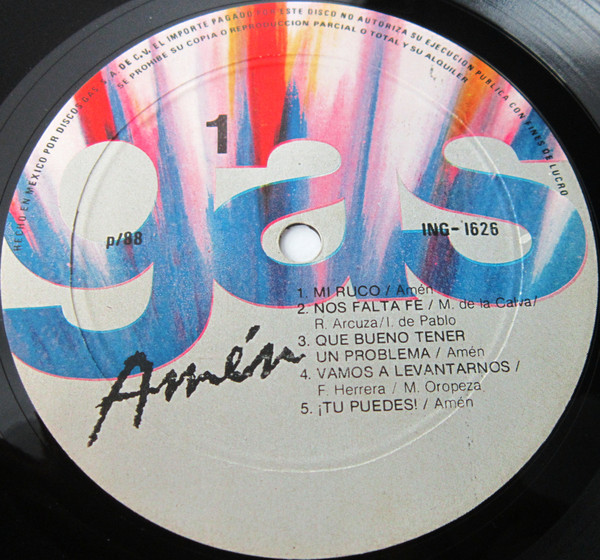 HECHO EN MEXICO POR DISCOS GAS, S.A. DE C.V. EL IMPORTE PAGADO POR ESTE DISCO NO AUTORIZA SU EJECUCION PUBLICA CON FINES DE LUCRO
SE PROHIBE SU COPIA O REPRODUCCION PARCIAL O TOTAL Y SU ALQUILER
1
gas
p/88
ING-1626
1. MI RUCO / Amén
2. NOS FALTA FE / M. de la Calva/
R. Arcuza/I. de Pablo
3. QUE BUENO TENER
UN PROBLEMA / Amén
4. VAMOS A LEVANTARNOS /
F. Herrera / M. Oropeza
5. ¡TU PUEDES! / Amén
Amén